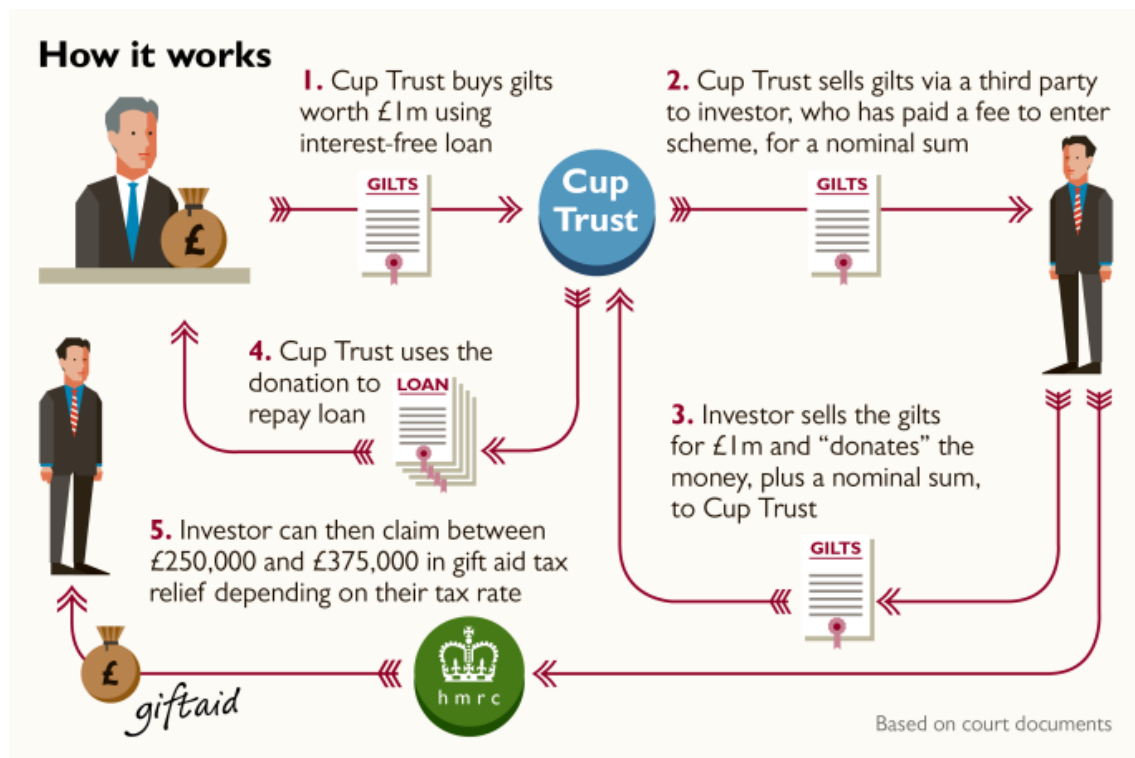 How it works
1. Cup Trust buys gilts
worth £1m using
interest-free loan
2. Cup Trust sells gilts via a third party
to investor, who has paid a fee to enter
scheme, for a nominal sum
GILTS
Cup
Trust
GILTS
£
4. Cup Trust uses the
donation to
repay loan
LOAN
3. Investor sells the gilts
for £1m and “donates” the
money, plus a nominal sum,
to Cup Trust
GILTS
5. Investor can then claim between
£250,000 and £375,000 in gift aid tax
relief depending on their tax rate
£
giftaid
hmrc
Based on court documents